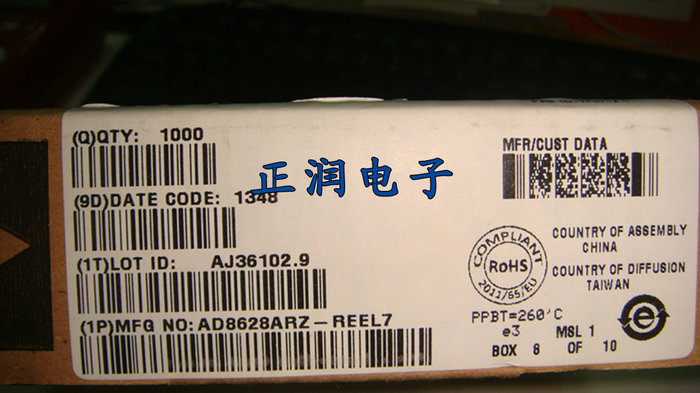 (Q)QTY: 1000
MFR/CUST DATA
正润电子
(9D)DATE CODE: 1348
COUNTRY OF ASSEMBLY
CHINA
COMPLIANT
RoHS
2011/65/EU
(1T)LOT ID: AJ36102.9
COUNTRY OF DIFFUSION
TAIWAN
(1P)MFG NO: AD8628ARZ-REEL7
PPBT=260'C
e3 MSL 1
BOX 8 OF 10
e